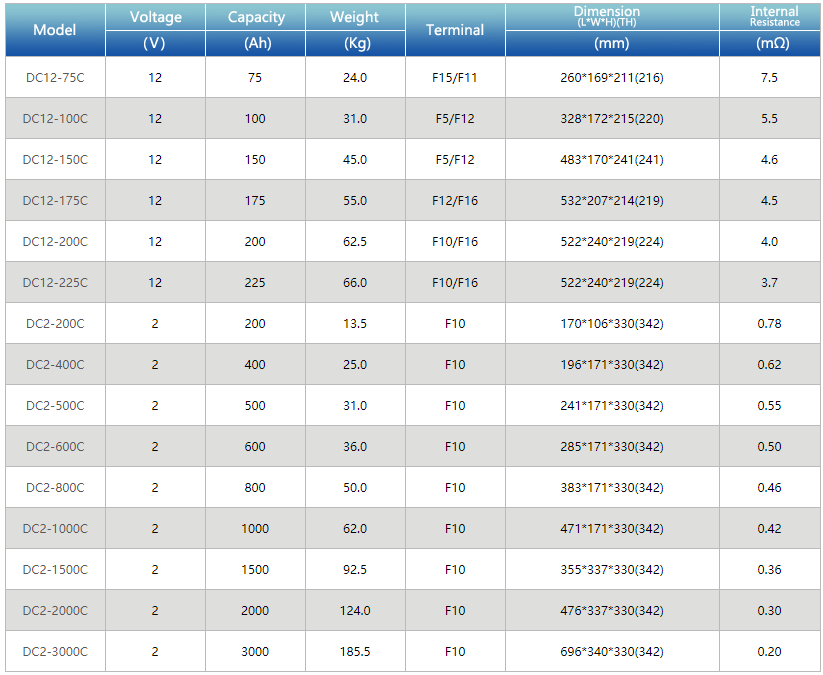 Model Voltage Capacity Weight Terminal Dimension Internal
(L*W*H)(TH) Resistance
(V) (Ah) (Kg) (mm) (mΩ)
DC12-75C 12 75 24.0 F15/F11 260*169*211(216) 7.5
DC12-100C 12 100 31.0 F5/F12 328*172*215(220) 5.5
DC12-150C 12 150 45.0 F5/F12 483*170*241(241) 4.6
DC12-175C 12 175 55.0 F12/F16 532*207*214(219) 4.5
DC12-200C 12 200 62.5 F10/F16 522*240*219(224) 4.0
DC12-225C 12 225 66.0 F10/F16 522*240*219(224) 3.7
DC2-200C 2 200 13.5 F10 170*106*330(342) 0.78
DC2-400C 2 400 25.0 F10 196*171*330(342) 0.62
DC2-500C 2 500 31.0 F10 241*171*330(342) 0.55
DC2-600C 2 600 36.0 F10 285*171*330(342) 0.50
DC2-800C 2 800 50.0 F10 383*171*330(342) 0.46
DC2-1000C 2 1000 62.0 F10 471*171*330(342) 0.42
DC2-1500C 2 1500 92.5 F10 355*337*330(342) 0.36
DC2-2000C 2 2000 124.0 F10 476*337*330(342) 0.30
DC2-3000C 2 3000 185.5 F10 696*340*330(342) 0.20